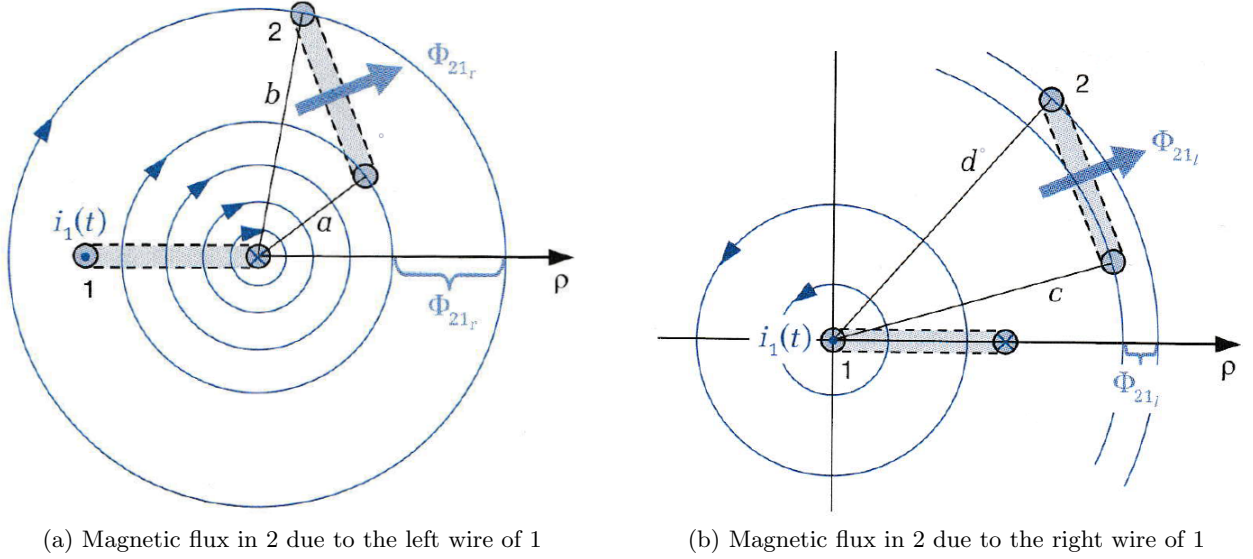 2
Φ21r
b
a
i1(t)
1
ρ
Φ21r
(a) Magnetic flux in 2 due to the left wire of 1
2
Φ21l
d
c
i1(t)
1
ρ
Φ21l
(b) Magnetic flux in 2 due to the right wire of 1